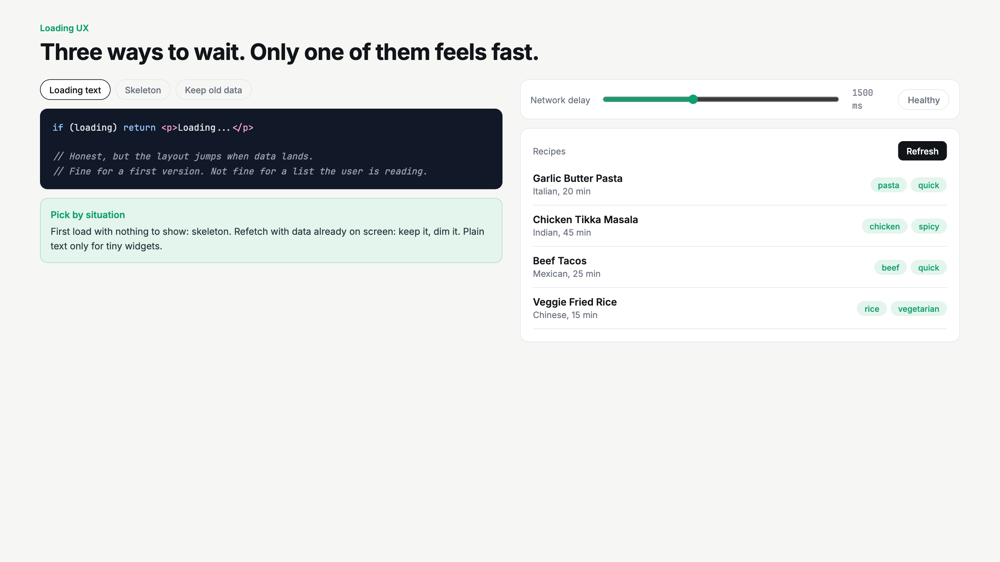 Loading UX
Three ways to wait. Only one of them feels fast.
Loading text
Skeleton
Keep old data
if (loading) return <p>Loading...</p>
// Honest, but the layout jumps when data lands.
// Fine for a first version. Not fine for a list the user is reading.
Pick by situation
First load with nothing to show: skeleton. Refetch with data already on screen: keep it, dim it. Plain
text only for tiny widgets.
Network delay
1500
ms
Healthy
Recipes
Refresh
Garlic Butter Pasta
Italian, 20 min
pasta
quick
Chicken Tikka Masala
Indian, 45 min
chicken
spicy
Beef Tacos
Mexican, 25 min
beef
quick
Veggie Fried Rice
Chinese, 15 min
rice
vegetarian